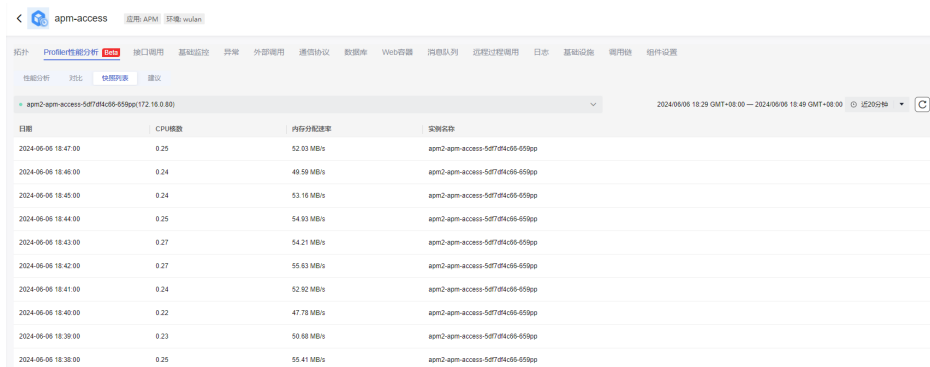 apm-access 应用: APM 环境: wulan
拓扑 Profiler性能分析 Beta 接口调用 基础监控 异常 外部调用 通信协议 数据库 Web容器 消息队列 远程过程调用 日志 基础设施 调用链 组件设置
性能分析 对比 快照列表 建议
apm2-apm-access-5df7df4c66-659pp(172.16.0.80) 2024/06/06 18:29 GMT+08:00 — 2024/06/06 18:49 GMT+08:00 近20分钟
日期 CPU核数 内存分配速率 实例名称
2024-06-06 18:47:00 0.25 52.03 MB/s apm2-apm-access-5df7df4c66-659pp
2024-06-06 18:46:00 0.24 49.59 MB/s apm2-apm-access-5df7df4c66-659pp
2024-06-06 18:45:00 0.24 53.16 MB/s apm2-apm-access-5df7df4c66-659pp
2024-06-06 18:44:00 0.25 54.93 MB/s apm2-apm-access-5df7df4c66-659pp
2024-06-06 18:43:00 0.27 54.21 MB/s apm2-apm-access-5df7df4c66-659pp
2024-06-06 18:42:00 0.27 55.63 MB/s apm2-apm-access-5df7df4c66-659pp
2024-06-06 18:41:00 0.24 52.92 MB/s apm2-apm-access-5df7df4c66-659pp
2024-06-06 18:40:00 0.22 47.78 MB/s apm2-apm-access-5df7df4c66-659pp
2024-06-06 18:39:00 0.23 50.68 MB/s apm2-apm-access-5df7df4c66-659pp
2024-06-06 18:38:00 0.25 55.41 MB/s apm2-apm-access-5df7df4c66-659pp